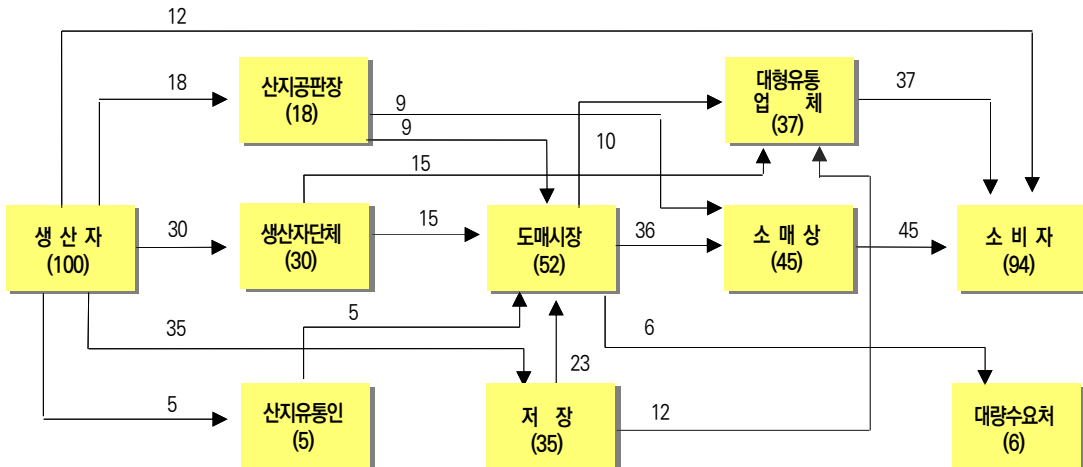 12
18
산지공판장
(18)
9
9
대형유통
업 체
(37)
37
10
15
생 산 자
(100)
30
생산자단체
(30)
15
도매시장
(52)
36
소 매 상
(45)
45
소 비 자
(94)
35
5
23
6
5
산지유통인
(5)
저 장
(35)
12
대량수요처
(6)